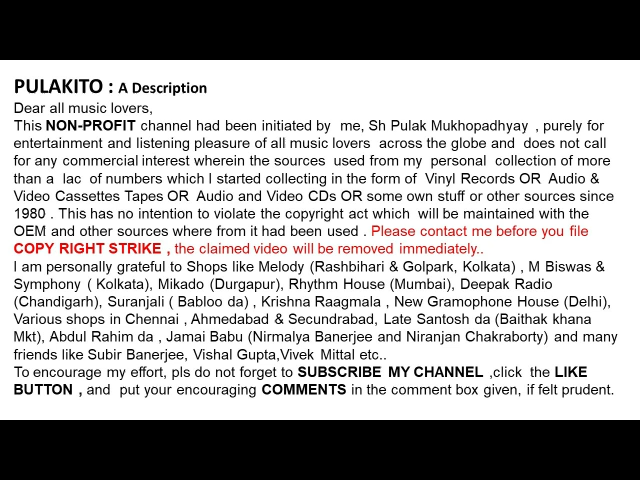 PULAKITO : A Description
Dear all music lovers,
This NON-PROFIT channel had been initiated by me, Sh Pulak Mukhopadhyay , purely for
entertainment and listening pleasure of all music lovers across the globe and does not call
for any commercial interest wherein the sources used from my personal collection of more
than a lac of numbers which I started collecting in the form of Vinyl Records OR Audio &
Video Cassettes Tapes OR Audio and Video CDs OR some own stuff or other sources since
1980 . This has no intention to violate the copyright act which will be maintained with the
OEM and other sources where from it had been used . Please contact me before you file
COPY RIGHT STRIKE , the claimed video will be removed immediately..
I am personally grateful to Shops like Melody (Rashbihari & Golpark, Kolkata) , M Biswas &
Symphony ( Kolkata), Mikado (Durgapur), Rhythm House (Mumbai), Deepak Radio
(Chandigarh), Suranjali ( Babloo da) , Krishna Raagmala , New Gramophone House (Delhi),
Various shops in Chennai , Ahmedabad & Secundrabad, Late Santosh da (Baithak khana
Mkt), Abdul Rahim da , Jamai Babu (Nirmalya Banerjee and Niranjan Chakraborty) and many
friends like Subir Banerjee, Vishal Gupta,Vivek Mittal etc..
To encourage my effort, pls do not forget to SUBSCRIBE MY CHANNEL ,click the LIKE
BUTTON , and put your encouraging COMMENTS in the comment box given, if felt prudent.